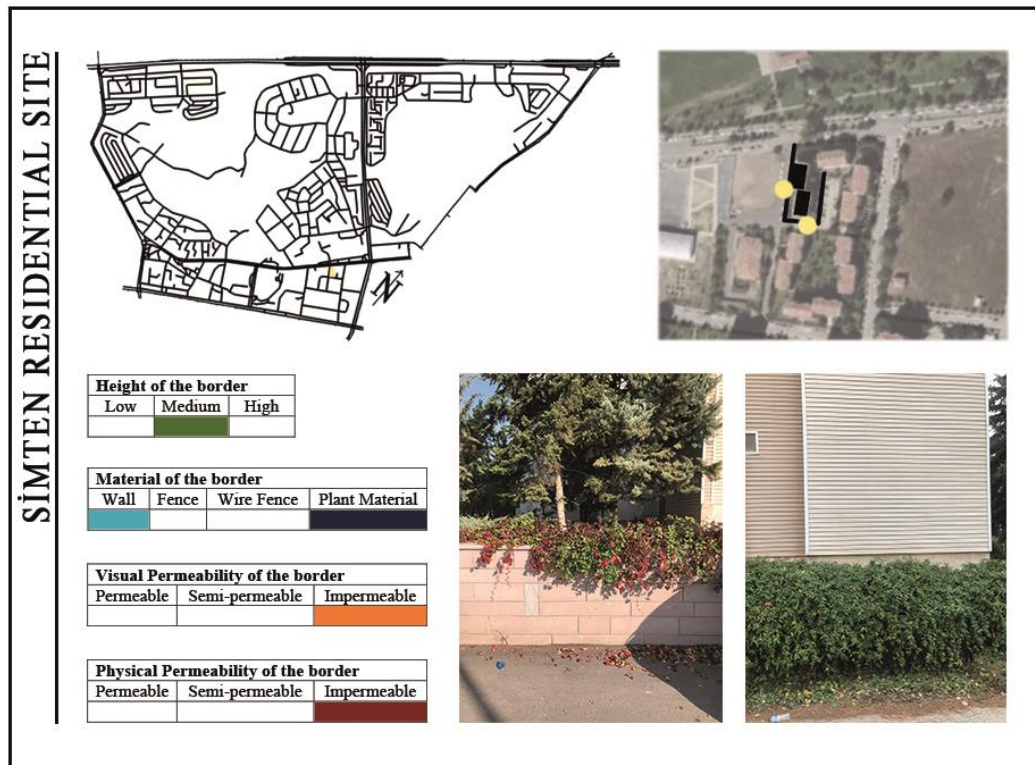 SİMTEN RESIDENTIAL SITE
N
Height of the border
Low Medium High
Material of the border
Wall Fence Wire Fence Plant Material
Visual Permeability of the border
Permeable Semi-permeable Impermeable
Physical Permeability of the border
Permeable Semi-permeable Impermeable